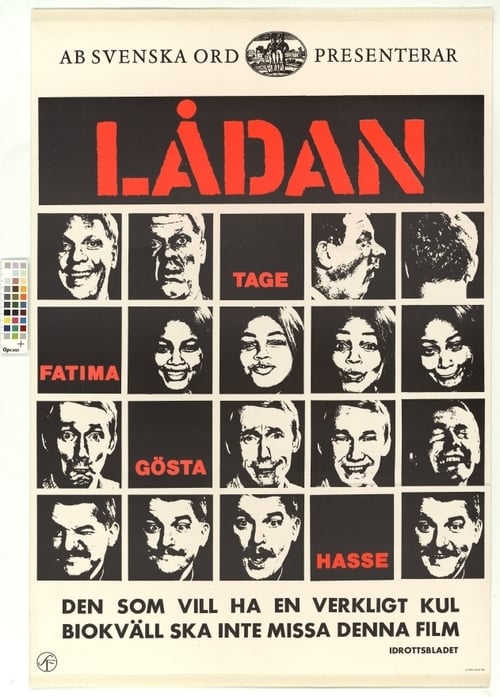 AB SVENSKA ORD PRESENTERAR
LÅDAN
TAGE
FATIMA
GÖSTA
HASSE
DEN SOM VILL HA EN VERKLIGT KUL
BIOKVÄLL SKA INTE MISSA DENNA FILM
IDROTTSBLADET
SF